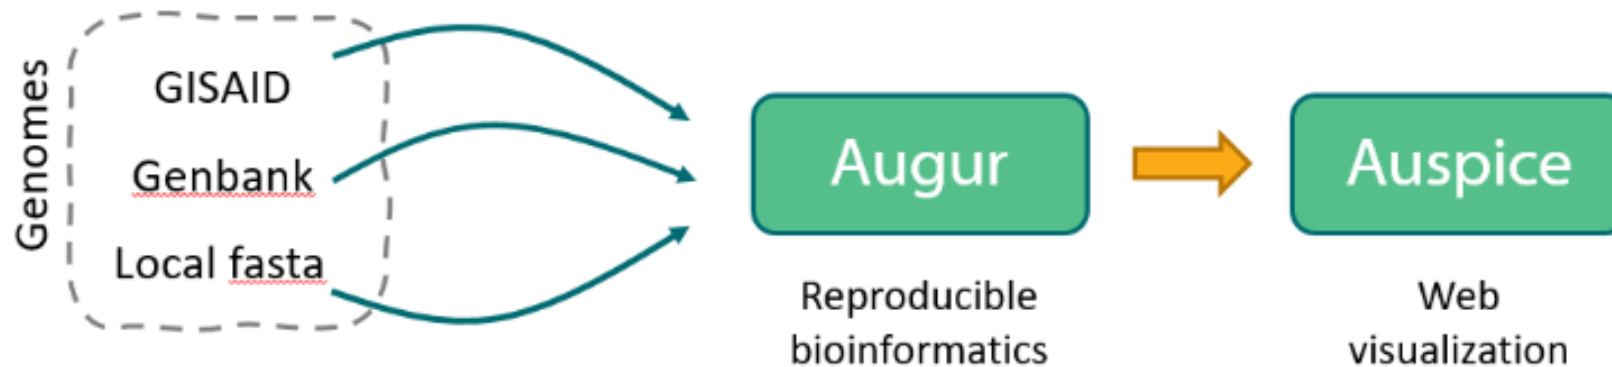 Genomes
GISAID
Genbank
Local fasta
Augur
Reproducible
bioinformatics
Auspice
Web
visualization